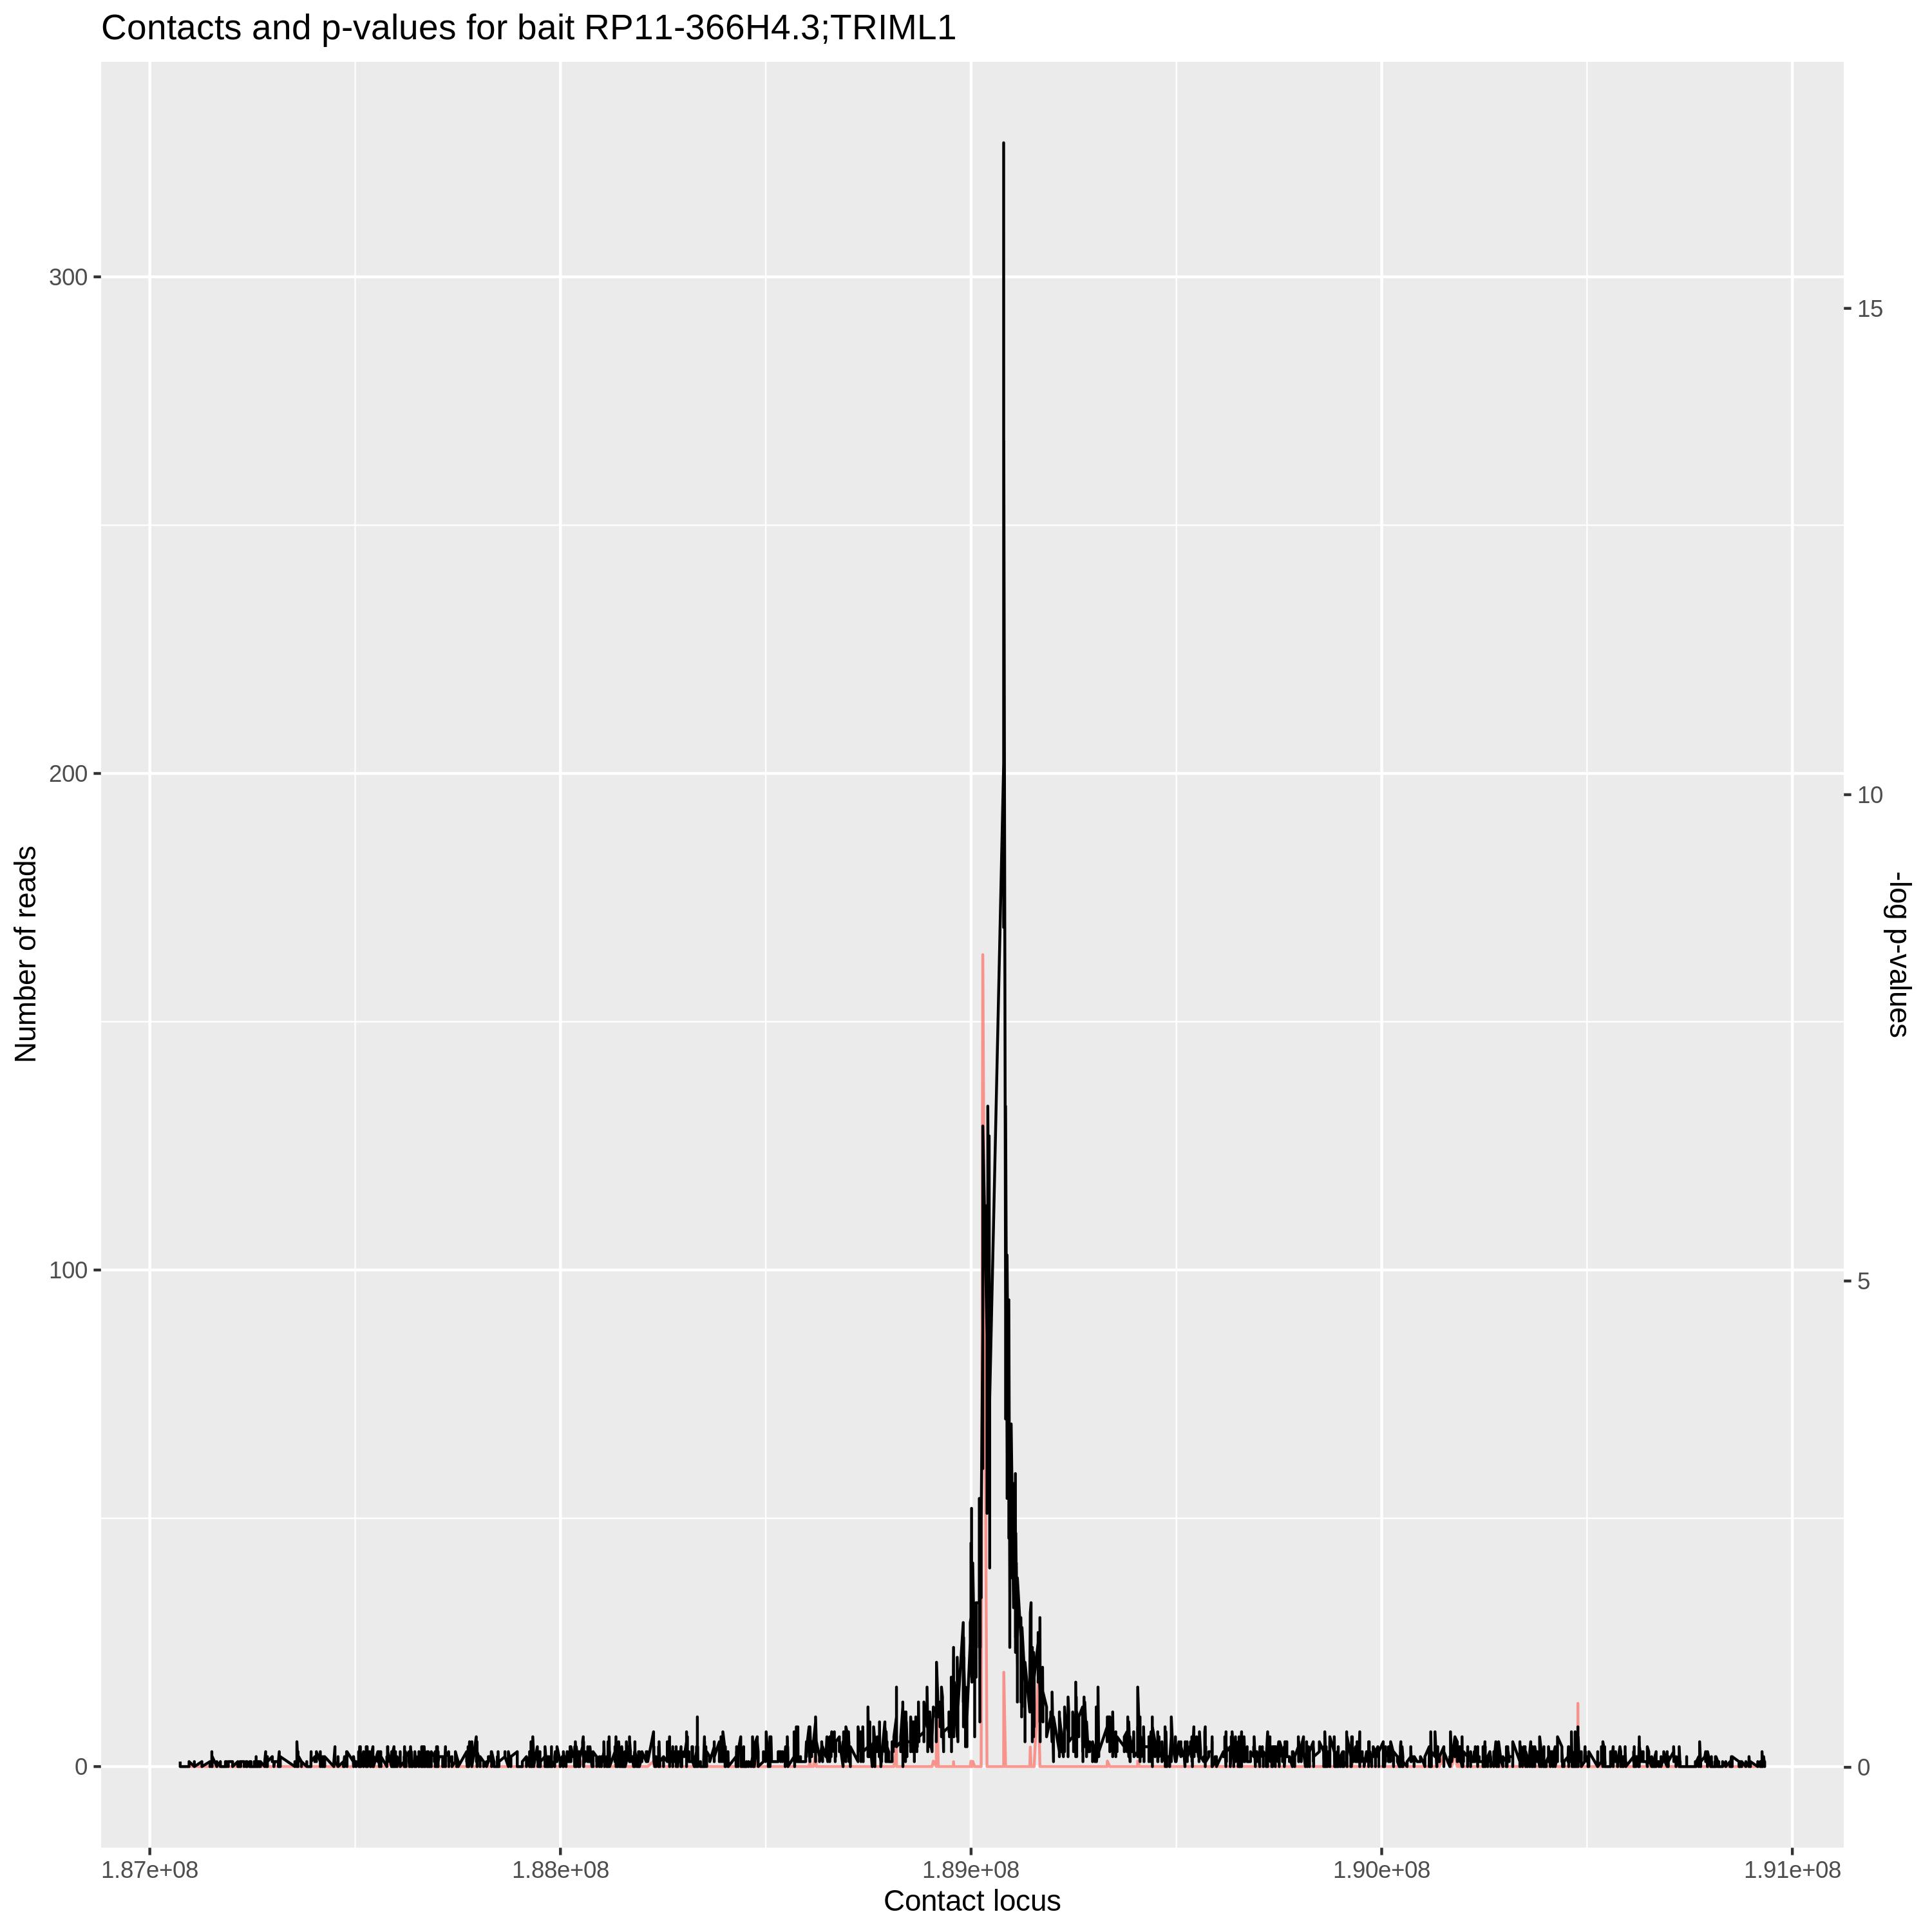 Contacts and p-values for bait RP11-366H4.3;TRIML1
300
200
100
0
Number of reads
15
10
5
0
-log p-values
1.87e+08
1.88e+08
1.89e+08
1.90e+08
1.91e+08
Contact locus